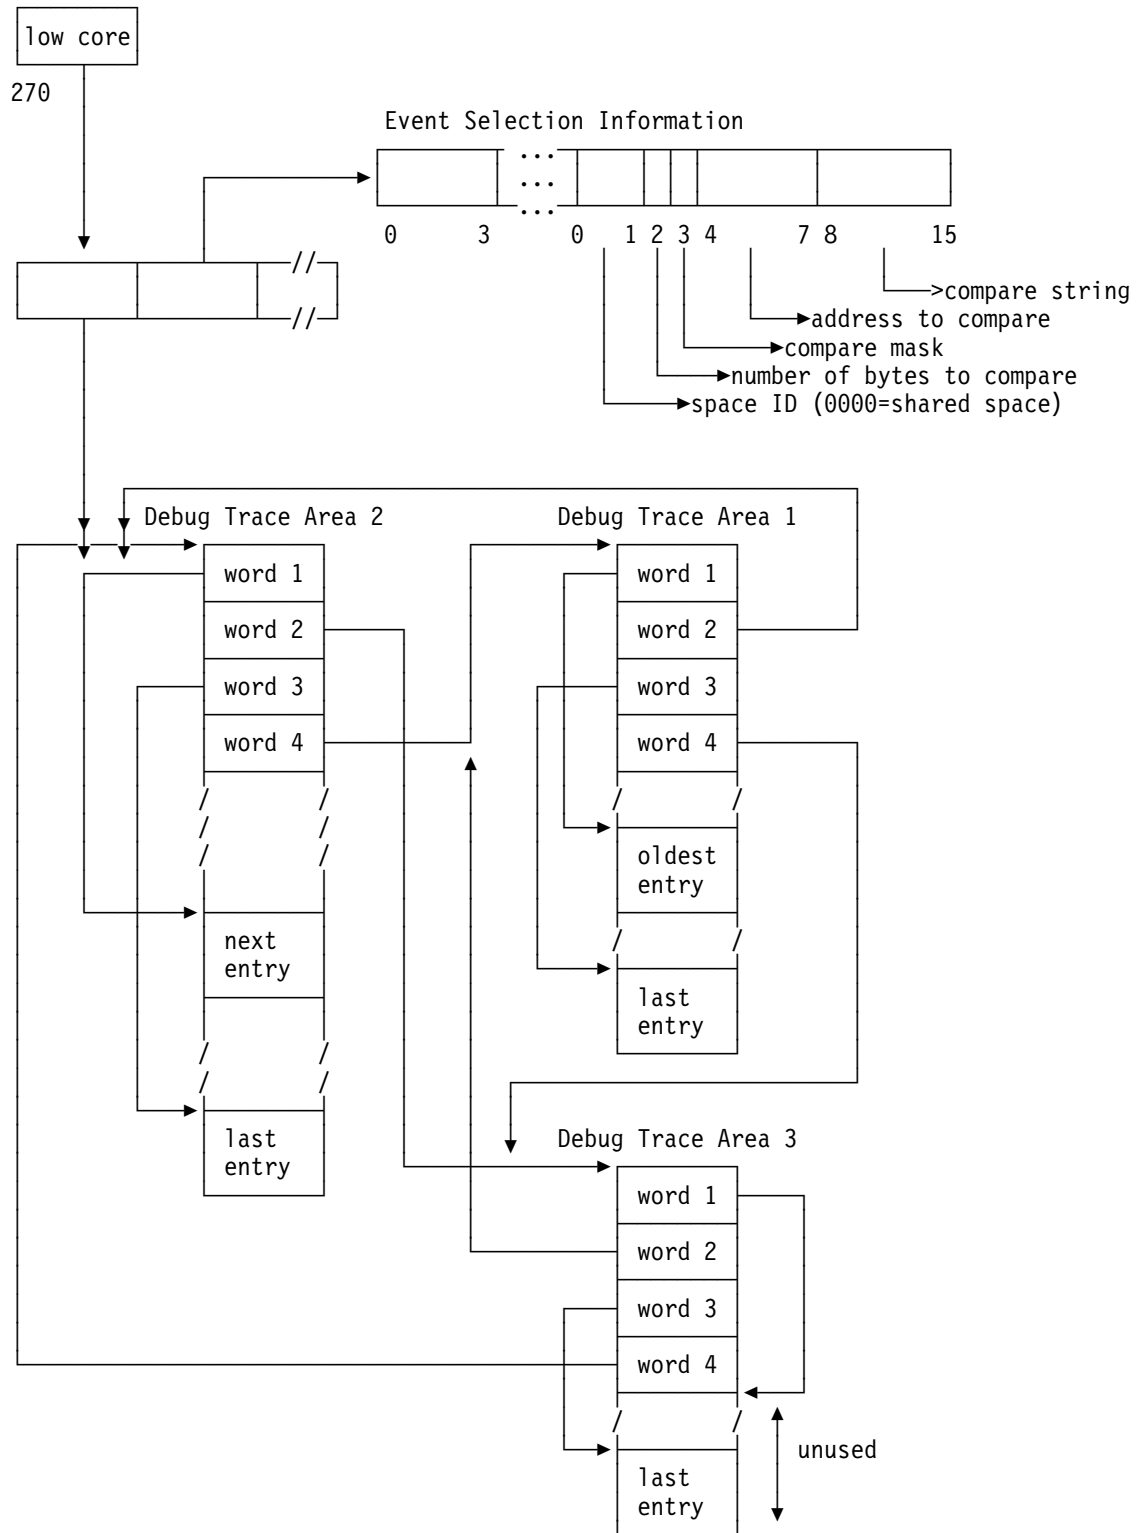 low core
270
Event Selection Information
...
...
...
0 3 0 1 2 3 4 7 8 15
//
//
>compare string
address to compare
compare mask
number of bytes to compare
space ID (0000=shared space)
Debug Trace Area 2
word 1
word 2
word 3
word 4
/ /
/ /
/ /
next
entry
/ /
/ /
last
entry
Debug Trace Area 1
word 1
word 2
word 3
word 4
/ /
oldest
entry
/ /
last
entry
Debug Trace Area 3
word 1
word 2
word 3
word 4
/ /
unused
last
entry